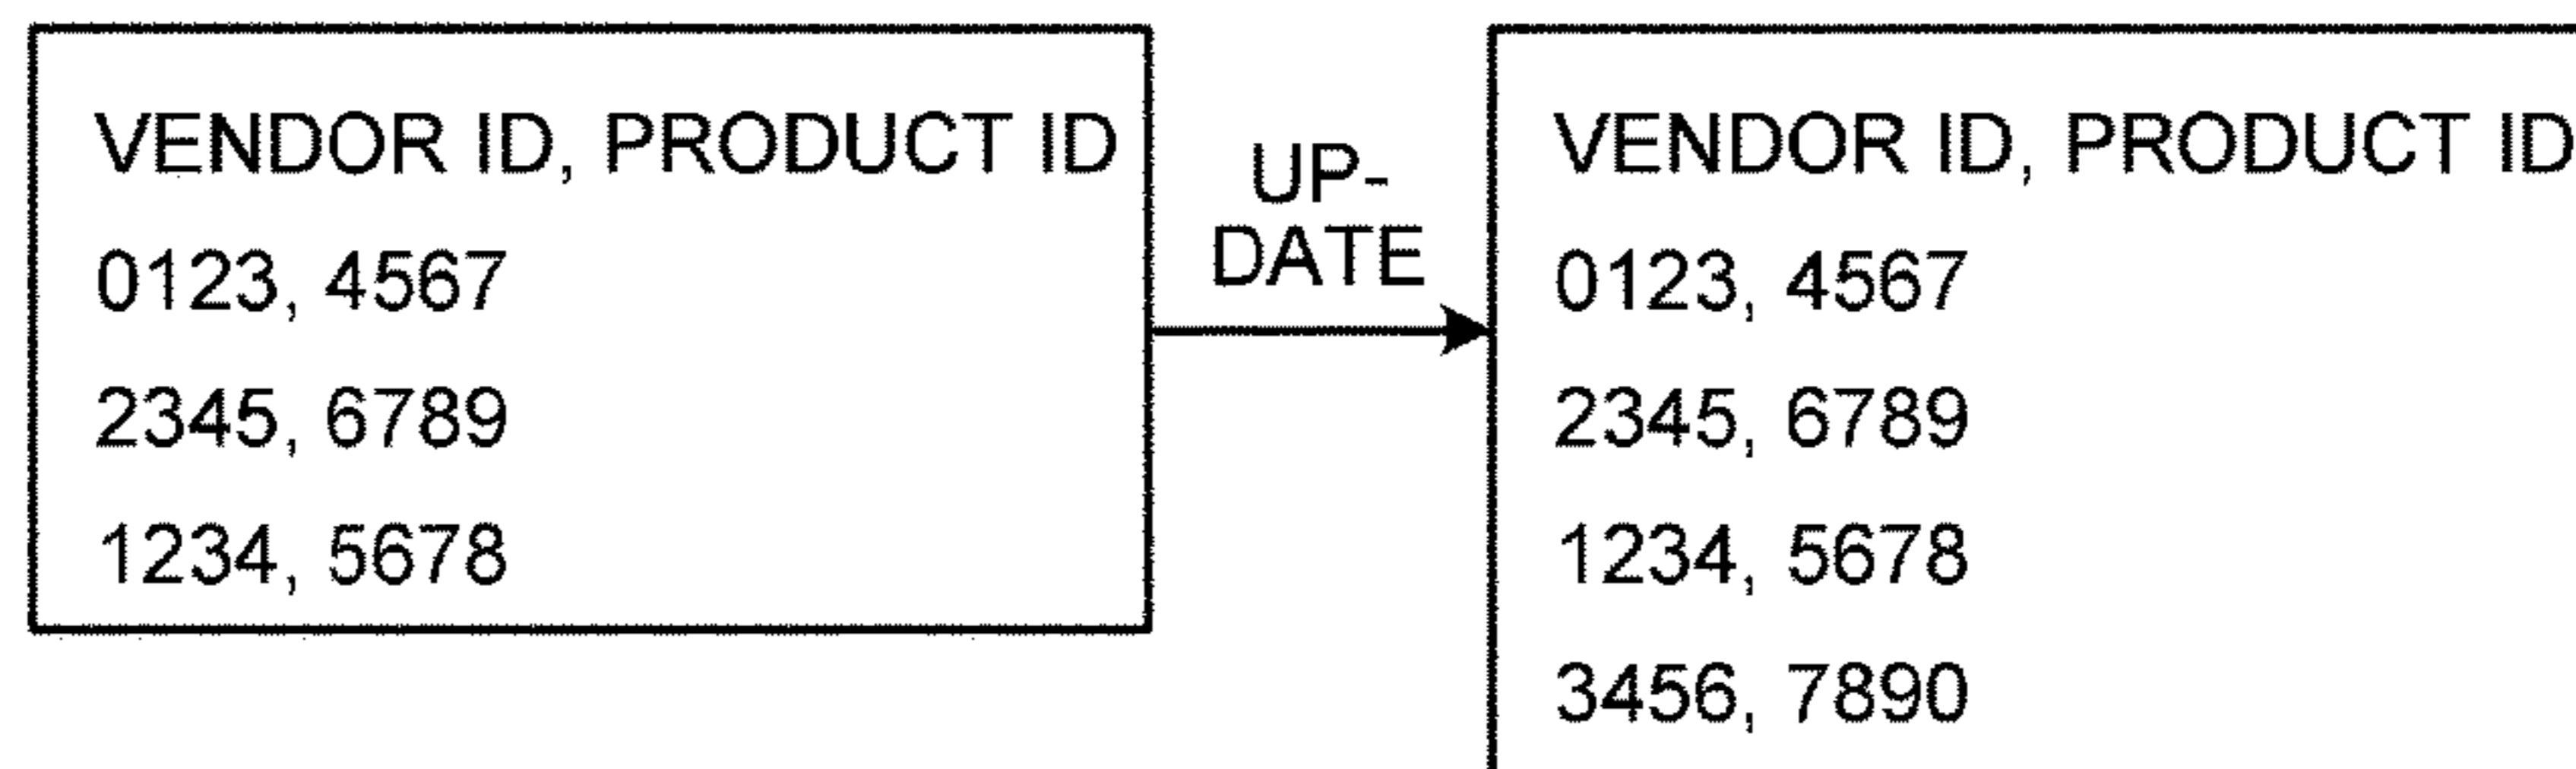 VENDOR ID, PRODUCT ID
0123, 4567
2345, 6789
1234, 5678
UP-
DATE
VENDOR ID, PRODUCT ID
0123, 4567
2345, 6789
1234, 5678
3456, 7890